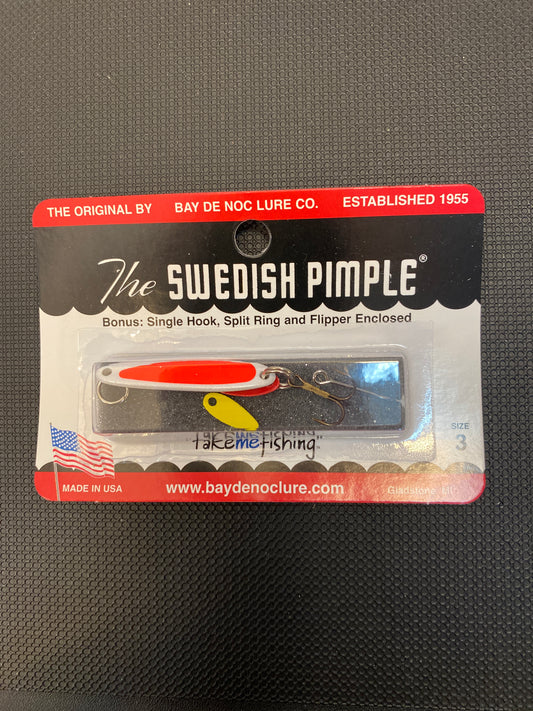 THE ORIGINAL BY BAY DE NOC LURE CO. ESTABLISHED 1955
The SWEDISH PIMPLE®
Bonus: Single Hook, Split Ring and Flipper Enclosed
takemefishing™
SIZE
3
MADE IN USA
www.baydenoclure.com
Gladstone, MI